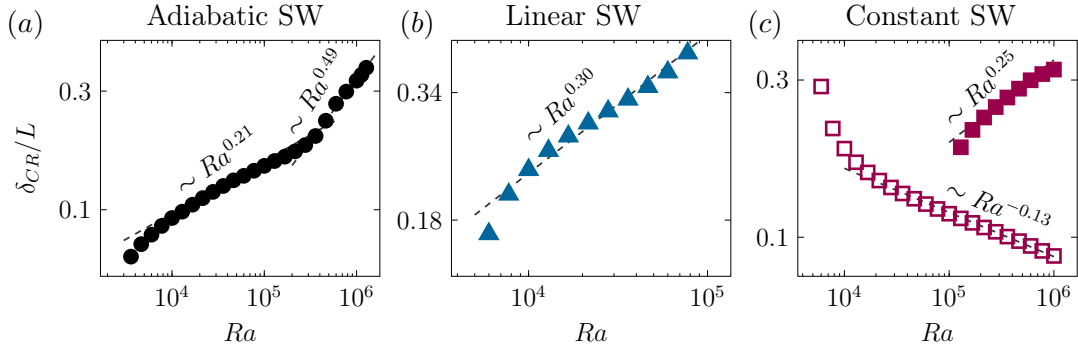 (a) Adiabatic SW
(b) Linear SW
(c) Constant SW
δ_{CR}/L
0.3
0.1
~ Ra^{0.21}
~ Ra^{0.49}
10^4 10^5 10^6
Ra
0.34
0.18
~ Ra^{0.30}
10^4 10^5
Ra
0.3
0.1
~ Ra^{0.25}
~ Ra^{-0.13}
10^4 10^5 10^6
Ra